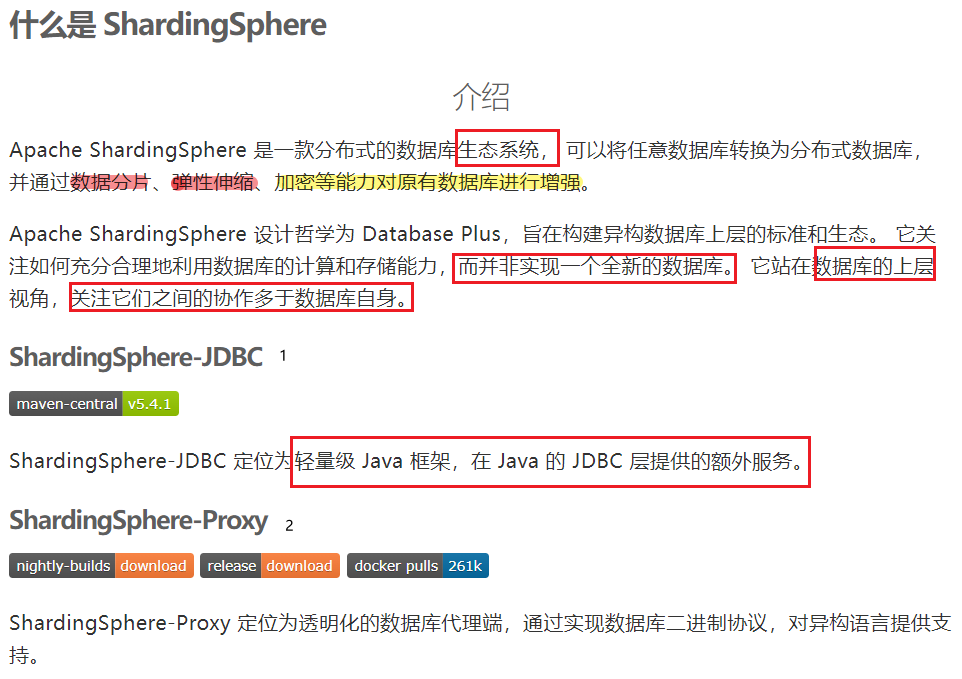 什么是 ShardingSphere
介绍
Apache ShardingSphere 是一款分布式的数据库生态系统， 可以将任意数据库转换为分布式数据库，
并通过数据分片、弹性伸缩、加密等能力对原有数据库进行增强。
Apache ShardingSphere 设计哲学为 Database Plus，旨在构建异构数据库上层的标准和生态。 它关
注如何充分合理地利用数据库的计算和存储能力，而并非实现一个全新的数据库。 它站在数据库的上层
视角，关注它们之间的协作多于数据库自身。
ShardingSphere-JDBC 1
maven-central v5.4.1
ShardingSphere-JDBC 定位为轻量级 Java 框架，在 Java 的 JDBC 层提供的额外服务。
ShardingSphere-Proxy 2
nightly-builds download release download docker pulls 261k
ShardingSphere-Proxy 定位为透明化的数据库代理端，通过实现数据库二进制协议，对异构语言提供支
持。